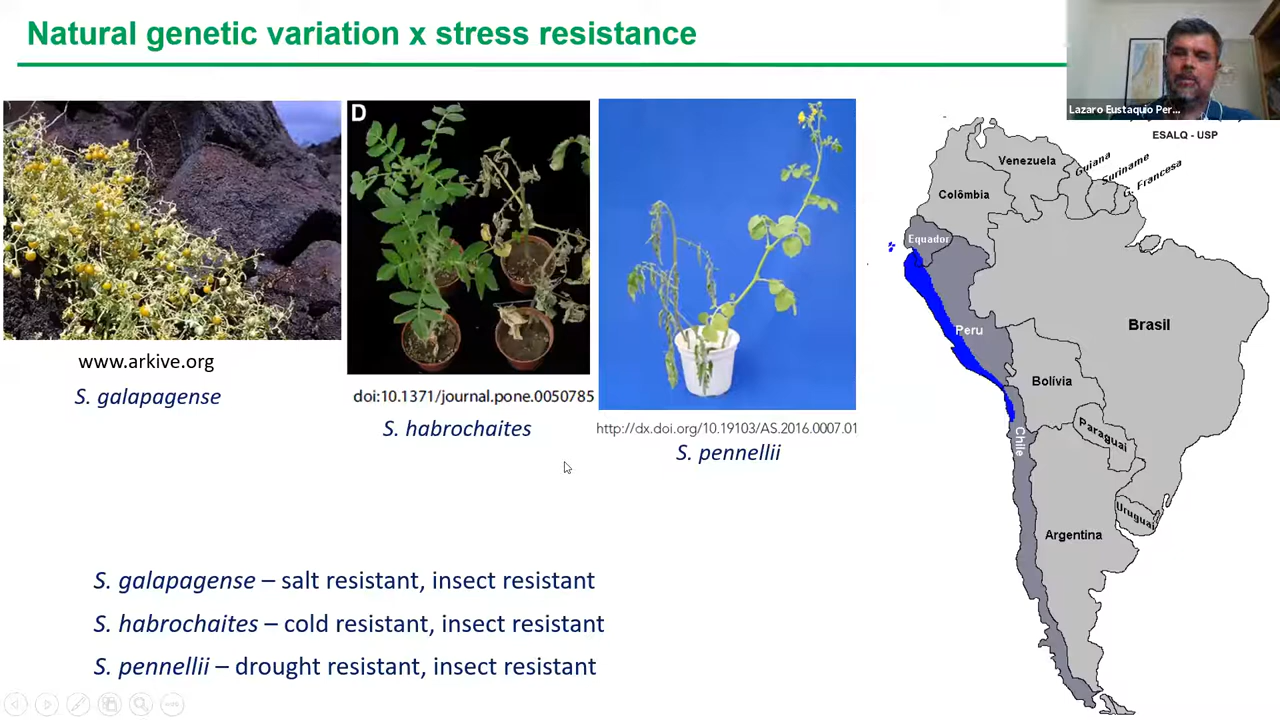 Natural genetic variation x stress resistance
Lazaro Eustaquio Per...
ESALQ - USP
D
www.arkive.org
S. galapagense
doi:10.1371/journal.pone.0050785
S. habrochaites
http://dx.doi.org/10.19103/AS.2016.0007.01
S. pennellii
Venezuela
Guiana
Suriname
G. Francesa
Colômbia
Equador
Peru
Brasil
Bolívia
Paraguai
Chile
Uruguai
Argentina
S. galapagense – salt resistant, insect resistant
S. habrochaites – cold resistant, insect resistant
S. pennellii – drought resistant, insect resistant